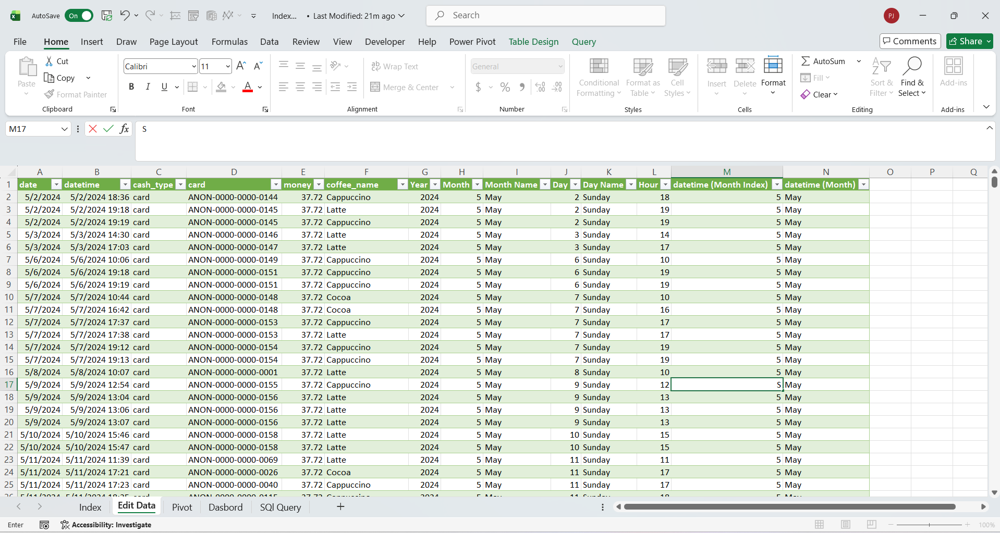 AutoSave On Index... • Last Modified: 21m ago Search PJ
File Home Insert Draw Page Layout Formulas Data Review View Developer Help Power Pivot Table Design Query Comments Share
Paste Cut Copy Format Painter Clipboard
Calibri 11 B I U A Font
Wrap Text Merge & Center Alignment
General $ % Number
Conditional Formatting Format as Table Cell Styles Styles
Insert Delete Format Cells
AutoSum Fill Clear Sort & Filter Find & Select Editing
Add-ins Add-ins
M17 fx S
A B C D E F G H I J K L M N O P Q
1 date datetime cash_type card money coffee_name Year Month Month Name Day Day Name Hour datetime (Month Index) datetime (Month)
2 5/2/2024 5/2/2024 18:36 card ANON-0000-0000-0144 37.72 Cappuccino 2024 5 May 2 Sunday 18 5 May
3 5/2/2024 5/2/2024 19:18 card ANON-0000-0000-0145 37.72 Latte 2024 5 May 2 Sunday 19 5 May
4 5/2/2024 5/2/2024 19:19 card ANON-0000-0000-0145 37.72 Cappuccino 2024 5 May 2 Sunday 19 5 May
5 5/3/2024 5/3/2024 14:30 card ANON-0000-0000-0146 37.72 Latte 2024 5 May 3 Sunday 14 5 May
6 5/3/2024 5/3/2024 17:03 card ANON-0000-0000-0147 37.72 Latte 2024 5 May 3 Sunday 17 5 May
7 5/6/2024 5/6/2024 10:06 card ANON-0000-0000-0149 37.72 Cappuccino 2024 5 May 6 Sunday 10 5 May
8 5/6/2024 5/6/2024 19:18 card ANON-0000-0000-0151 37.72 Cappuccino 2024 5 May 6 Sunday 19 5 May
9 5/6/2024 5/6/2024 19:19 card ANON-0000-0000-0151 37.72 Cappuccino 2024 5 May 6 Sunday 19 5 May
10 5/7/2024 5/7/2024 10:44 card ANON-0000-0000-0148 37.72 Cocoa 2024 5 May 7 Sunday 10 5 May
11 5/7/2024 5/7/2024 16:42 card ANON-0000-0000-0148 37.72 Cocoa 2024 5 May 7 Sunday 16 5 May
12 5/7/2024 5/7/2024 17:37 card ANON-0000-0000-0153 37.72 Cappuccino 2024 5 May 7 Sunday 17 5 May
13 5/7/2024 5/7/2024 17:38 card ANON-0000-0000-0153 37.72 Latte 2024 5 May 7 Sunday 17 5 May
14 5/7/2024 5/7/2024 19:12 card ANON-0000-0000-0154 37.72 Cappuccino 2024 5 May 7 Sunday 19 5 May
15 5/7/2024 5/7/2024 19:13 card ANON-0000-0000-0154 37.72 Cappuccino 2024 5 May 7 Sunday 19 5 May
16 5/8/2024 5/8/2024 10:07 card ANON-0000-0000-0001 37.72 Latte 2024 5 May 8 Sunday 10 5 May
17 5/9/2024 5/9/2024 12:54 card ANON-0000-0000-0155 37.72 Cappuccino 2024 5 May 9 Sunday 12 S May
18 5/9/2024 5/9/2024 13:04 card ANON-0000-0000-0156 37.72 Latte 2024 5 May 9 Sunday 13 5 May
19 5/9/2024 5/9/2024 13:06 card ANON-0000-0000-0156 37.72 Latte 2024 5 May 9 Sunday 13 5 May
20 5/9/2024 5/9/2024 13:07 card ANON-0000-0000-0156 37.72 Latte 2024 5 May 9 Sunday 13 5 May
21 5/10/2024 5/10/2024 15:46 card ANON-0000-0000-0158 37.72 Latte 2024 5 May 10 Sunday 15 5 May
22 5/10/2024 5/10/2024 15:47 card ANON-0000-0000-0158 37.72 Latte 2024 5 May 10 Sunday 15 5 May
23 5/11/2024 5/11/2024 11:39 card ANON-0000-0000-0069 37.72 Latte 2024 5 May 11 Sunday 11 5 May
24 5/11/2024 5/11/2024 17:21 card ANON-0000-0000-0026 37.72 Cocoa 2024 5 May 11 Sunday 17 5 May
25 5/11/2024 5/11/2024 17:23 card ANON-0000-0000-0040 37.72 Cappuccino 2024 5 May 11 Sunday 17 5 May
Index Edit Data Pivot Dasbord SQl Query
Enter Accessibility: Investigate 100%